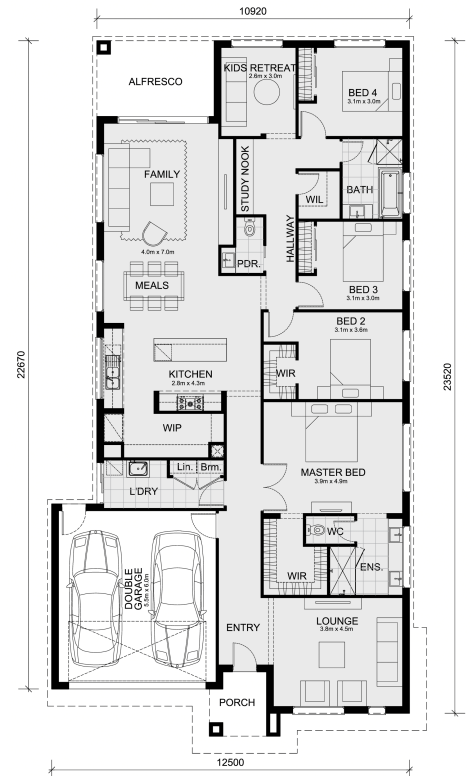 10920
ALFRESCO
KIDS RETREAT
2.6m x 3.0m
BED 4
3.1m x 3.0m
FAMILY
4.0m x 7.0m
STUDY NOOK
WIL
BATH
PDR.
HALLWAY
MEALS
BED 3
3.1m x 3.0m
BED 2
3.1m x 3.6m
22670
23520
KITCHEN
2.8m x 4.3m
WIR
WIP
MASTER BED
3.9m x 4.9m
Lin.
Brm.
L'DRY
WC
ENS.
WIR
DOUBLE
GARAGE
5.5m x 6.0m
ENTRY
LOUNGE
3.8m x 4.5m
PORCH
12500